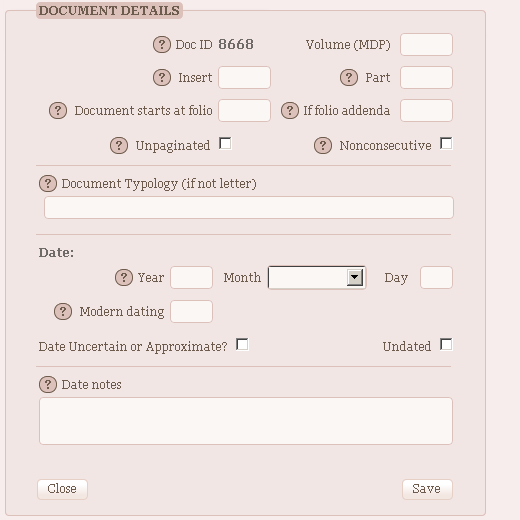 DOCUMENT DETAILS
? Doc ID 8668 Volume (MDP)
? Insert ? Part
? Document starts at folio ? If folio addenda
? Unpaginated ? Nonconsecutive
? Document Typology (if not letter)
Date:
? Year Month Day
? Modern dating
Date Uncertain or Approximate? Undated
? Date notes
Close Save